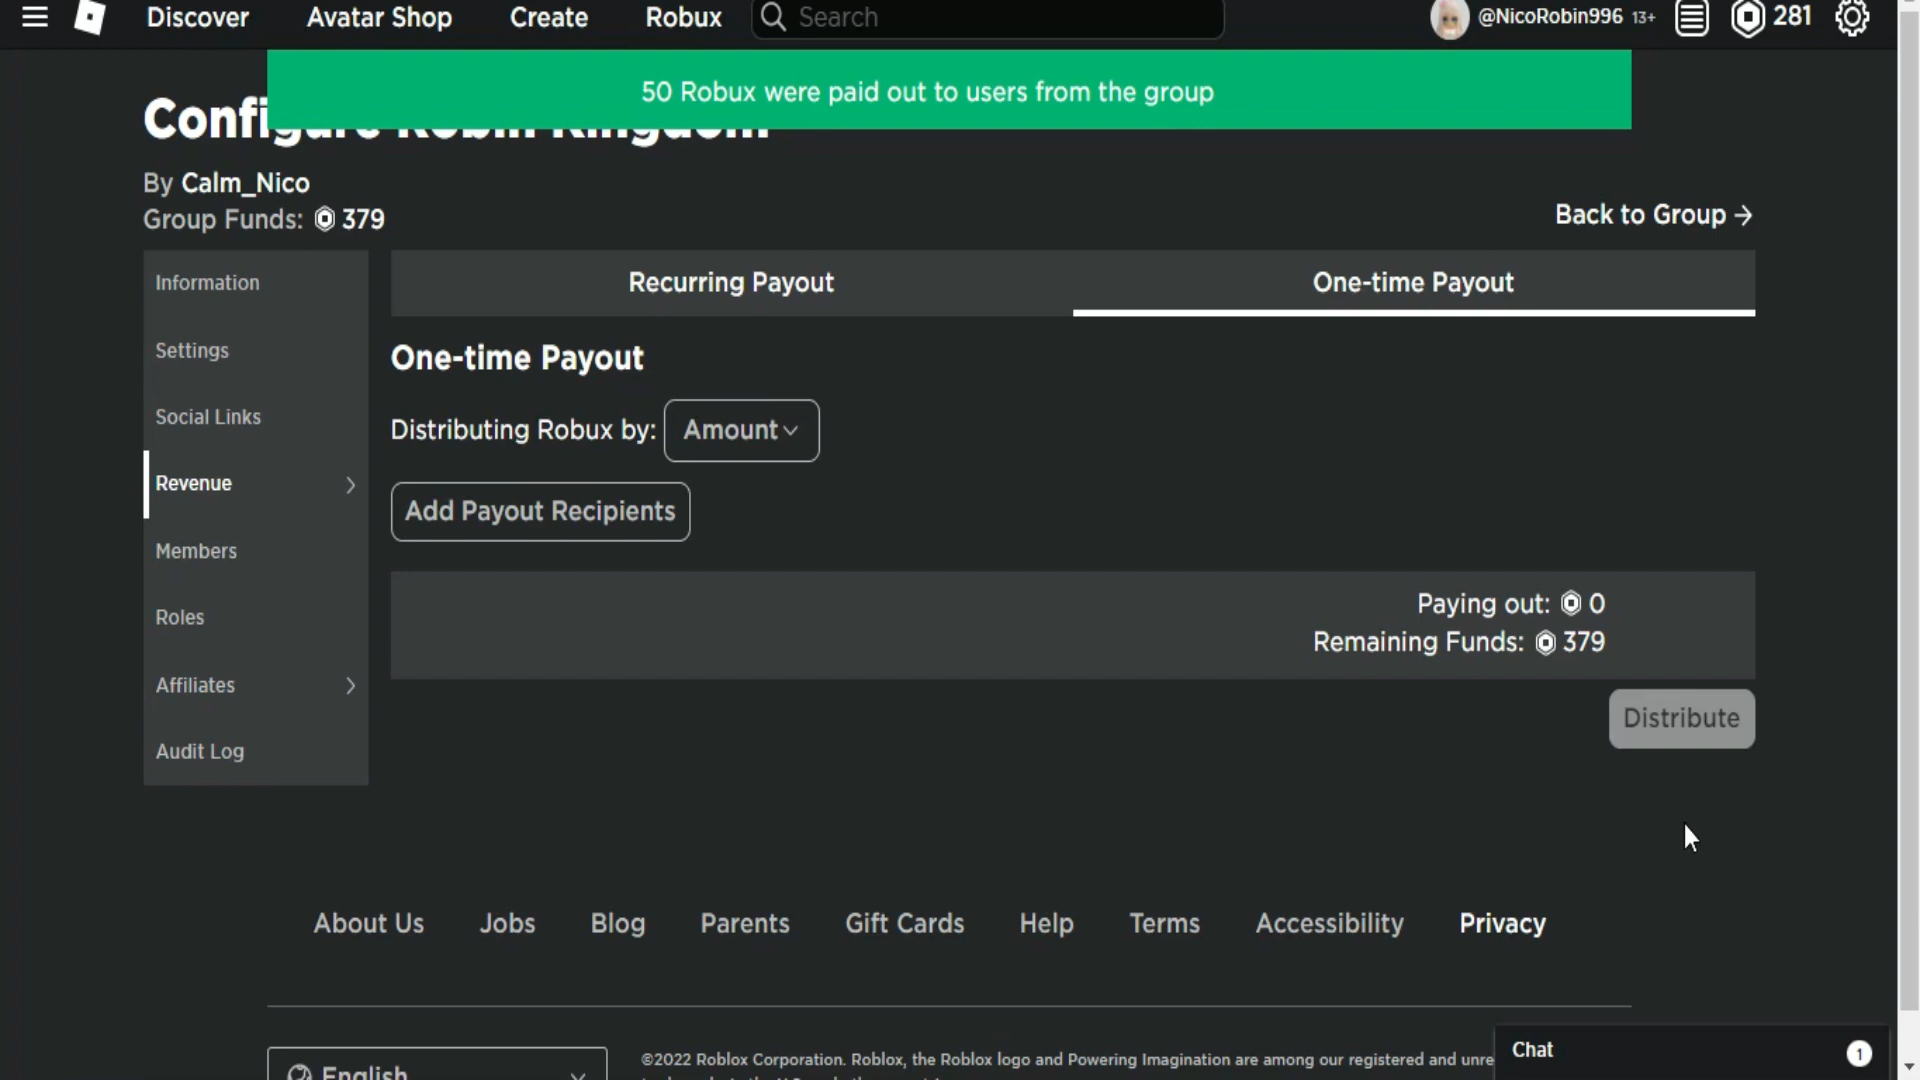 Discover Avatar Shop Create Robux Search @NicoRobin996 13+ 281
50 Robux were paid out to users from the group
Configure Robin Kingdom
By Calm_Nico
Group Funds: 379
Back to Group →
Information
Settings
Social Links
Revenue
Members
Roles
Affiliates
Audit Log
Recurring Payout One-time Payout
One-time Payout
Distributing Robux by: Amount
Add Payout Recipients
Paying out: 0
Remaining Funds: 379
Distribute
About Us Jobs Blog Parents Gift Cards Help Terms Accessibility Privacy
English
©2022 Roblox Corporation. Roblox, the Roblox logo and Powering Imagination are among our registered and unre
Chat 1